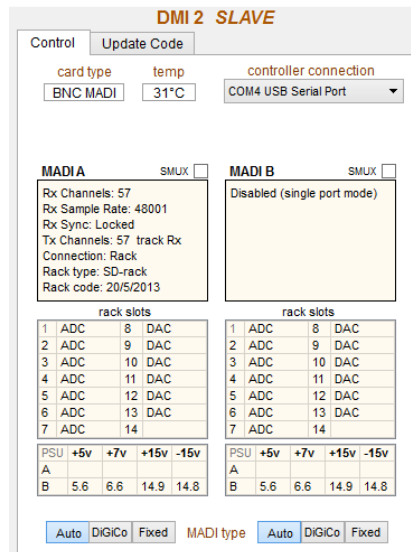 DMI 2 SLAVE
Control Update Code
card type temp controller connection
BNC MADI 31°C COM4 USB Serial Port
MADI A SMUX MADI B SMUX
Rx Channels: 57 Disabled (single port mode)
Rx Sample Rate: 48001
Rx Sync: Locked
Tx Channels: 57 track Rx
Connection: Rack
Rack type: SD-rack
Rack code: 20/5/2013
rack slots rack slots
1 ADC 8 DAC 1 ADC 8 DAC
2 ADC 9 DAC 2 ADC 9 DAC
3 ADC 10 DAC 3 ADC 10 DAC
4 ADC 11 DAC 4 ADC 11 DAC
5 ADC 12 DAC 5 ADC 12 DAC
6 ADC 13 DAC 6 ADC 13 DAC
7 ADC 14 7 ADC 14
PSU +5v +7v +15v -15v PSU +5v +7v +15v -15v
A A
B 5.6 6.6 14.9 14.8 B 5.6 6.6 14.9 14.8
Auto DiGiCo Fixed MADI type Auto DiGiCo Fixed